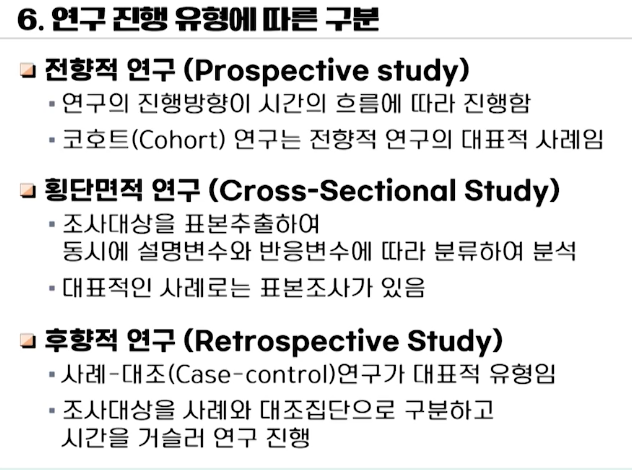 6. 연구 진행 유형에 따른 구분
전향적 연구 (Prospective study)
연구의 진행방향이 시간의 흐름에 따라 진행함
코호트(Cohort) 연구는 전향적 연구의 대표적 사례임
횡단면적 연구 (Cross-Sectional Study)
조사대상을 표본추출하여
동시에 설명변수와 반응변수에 따라 분류하여 분석
대표적인 사례로는 표본조사가 있음
후향적 연구 (Retrospective Study)
사례-대조(Case-control)연구가 대표적 유형임
조사대상을 사례와 대조집단으로 구분하고
시간을 거슬러 연구 진행